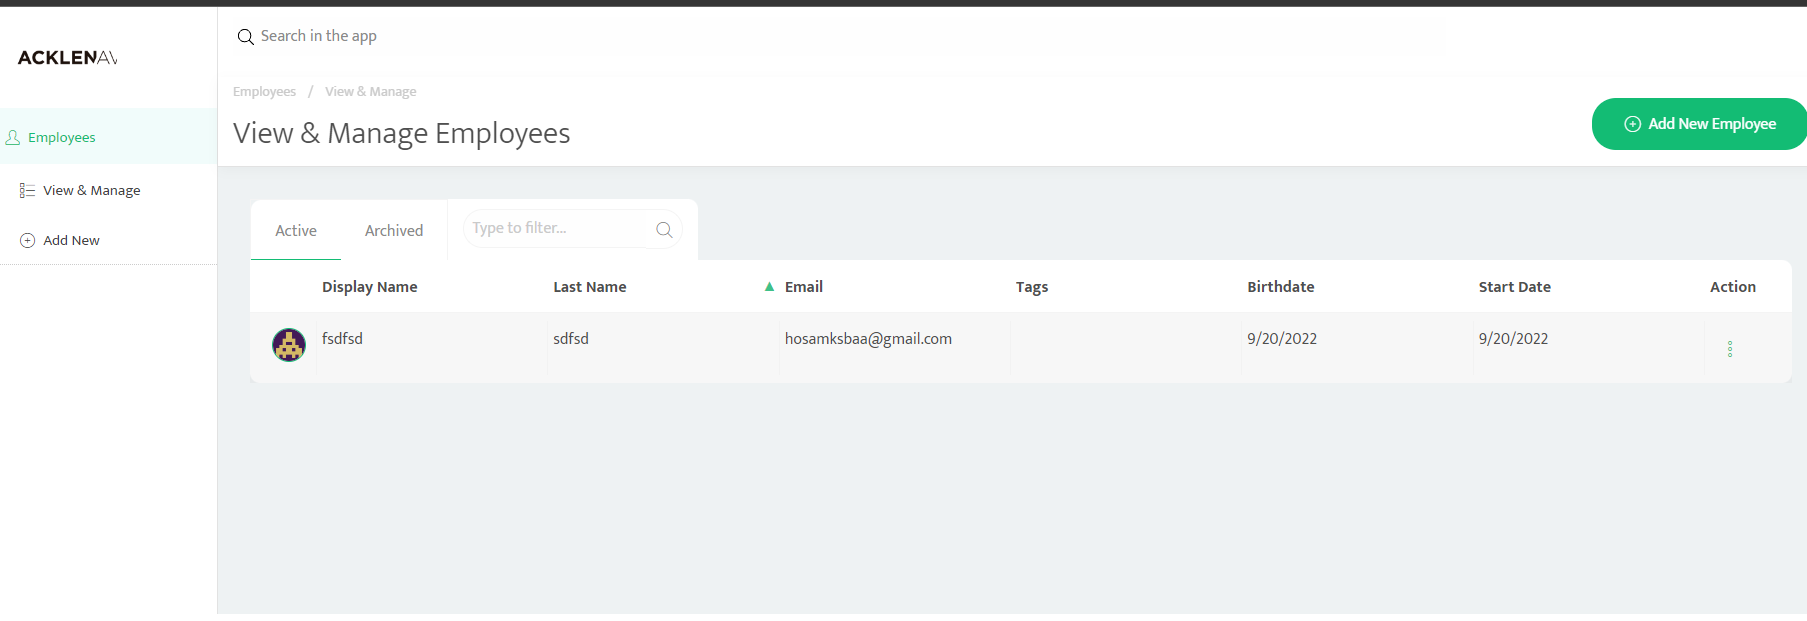 ACKLENAV
Search in the app
Employees / View & Manage
View & Manage Employees
Add New Employee
Employees
View & Manage
Add New
Active Archived Type to filter...
Display Name Last Name ▲ Email Tags Birthdate Start Date Action
fsdfsd sdfsd hosamksbaa@gmail.com 9/20/2022 9/20/2022